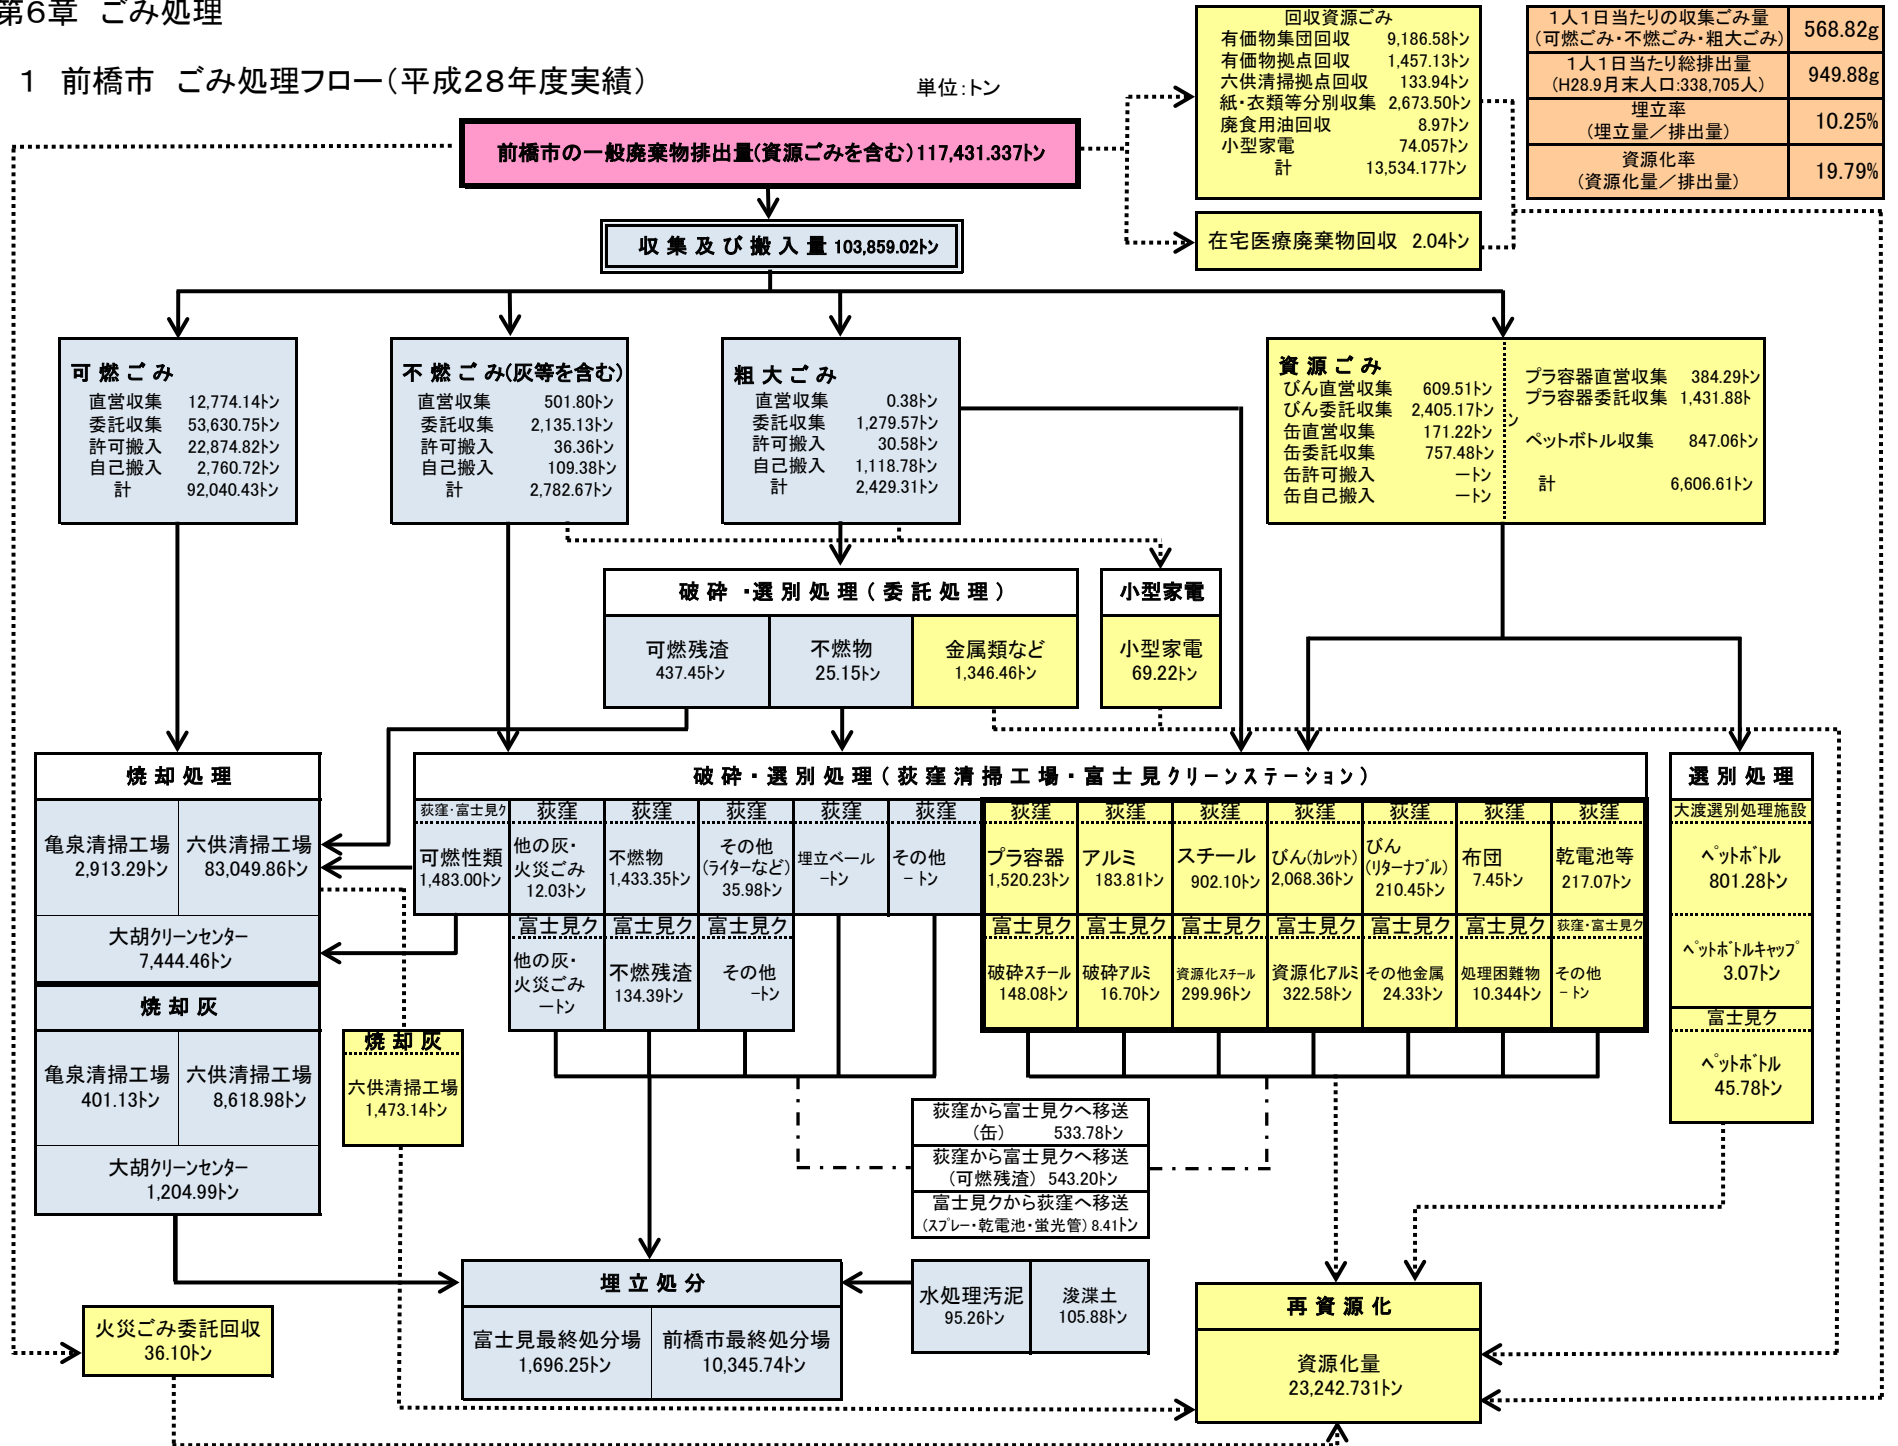 第6章 ごみ処理
1 前橋市 ごみ処理フロー(平成28年度実績)
単位:トン
回収資源ごみ
有価物集団回収 9,186.58トン
有価物拠点回収 1,457.13トン
六供清掃拠点回収 133.94トン
紙・衣類等分別収集 2,673.50トン
廃食用油回収 8.97トン
小型家電 74.057トン
計 13,534.177トン
1人1日当たりの収集ごみ量
(可燃ごみ・不燃ごみ・粗大ごみ) 568.82g
1人1日当たり総排出量
(H28.9月末人口:338,705人) 949.88g
埋立率
(埋立量/排出量) 10.25%
資源化率
(資源化量/排出量) 19.79%
前橋市の一般廃棄物排出量(資源ごみを含む)117,431.337トン
在宅医療廃棄物回収 2.04トン
収集及び搬入量 103,859.02トン
可燃ごみ
直営収集 12,774.14トン
委託収集 53,630.75トン
許可搬入 22,874.82トン
自己搬入 2,760.72トン
計 92,040.43トン
不燃ごみ(灰等を含む)
直営収集 501.80トン
委託収集 2,135.13トン
許可搬入 36.36トン
自己搬入 109.38トン
計 2,782.67トン
粗大ごみ
直営収集 0.38トン
委託収集 1,279.57トン
許可搬入 30.58トン
自己搬入 1,118.78トン
計 2,429.31トン
資源ごみ
びん直営収集 609.51トン
びん委託収集 2,405.17トン
缶直営収集 171.22トン
缶委託収集 757.48トン
缶許可搬入 ートン
缶自己搬入 ートン
プラ容器直営収集 384.29トン
プラ容器委託収集 1,431.88ト
ン
ペットボトル収集 847.06トン
計 6,606.61トン
破砕・選別処理(委託処理)
可燃残渣
437.45トン
不燃物
25.15トン
金属類など
1,346.46トン
小型家電
小型家電
69.22トン
焼却処理
亀泉清掃工場
2,913.29トン
六供清掃工場
83,049.86トン
大胡クリーンセンター
7,444.46トン
焼却灰
亀泉清掃工場
401.13トン
六供清掃工場
8,618.98トン
大胡クリーンセンター
1,204.99トン
焼却灰
六供清掃工場
1,473.14トン
破砕・選別処理(荻窪清掃工場・富士見クリーンステーション)
荻窪・富士見ク
可燃性類
1,483.00トン
荻窪
他の灰・
火災ごみ
12.03トン
荻窪
不燃物
1,433.35トン
荻窪
その他
(ライターなど)
35.98トン
荻窪
埋立ベール
-トン
荻窪
その他
- トン
荻窪
プラ容器
1,520.23トン
荻窪
アルミ
183.81トン
荻窪
スチール
902.10トン
荻窪
びん(カレット)
2,068.36トン
荻窪
びん
(リターナブル)
210.45トン
荻窪
布団
7.45トン
荻窪
乾電池等
217.07トン
富士見ク
他の灰・
火災ごみ
ートン
富士見ク
不燃残渣
134.39トン
富士見ク
その他
-トン
富士見ク
破砕スチール
148.08トン
富士見ク
破砕アルミ
16.70トン
富士見ク
資源化スチール
299.96トン
富士見ク
資源化アルミ
322.58トン
富士見ク
その他金属
24.33トン
富士見ク
処理困難物
10.344トン
荻窪・富士見ク
その他
- トン
選別処理
大渡選別処理施設
ペットボトル
801.28トン
ペットボトルキャップ
3.07トン
富士見ク
ペットボトル
45.78トン
荻窪から富士見クへ移送
(缶) 533.78トン
荻窪から富士見クへ移送
(可燃残渣) 543.20トン
富士見クから荻窪へ移送
(スプレー・乾電池・蛍光管) 8.41トン
埋立処分
富士見最終処分場
1,696.25トン
前橋市最終処分場
10,345.74トン
水処理汚泥
95.26トン
浚渫土
105.88トン
火災ごみ委託回収
36.10トン
再資源化
資源化量
23,242.731トン